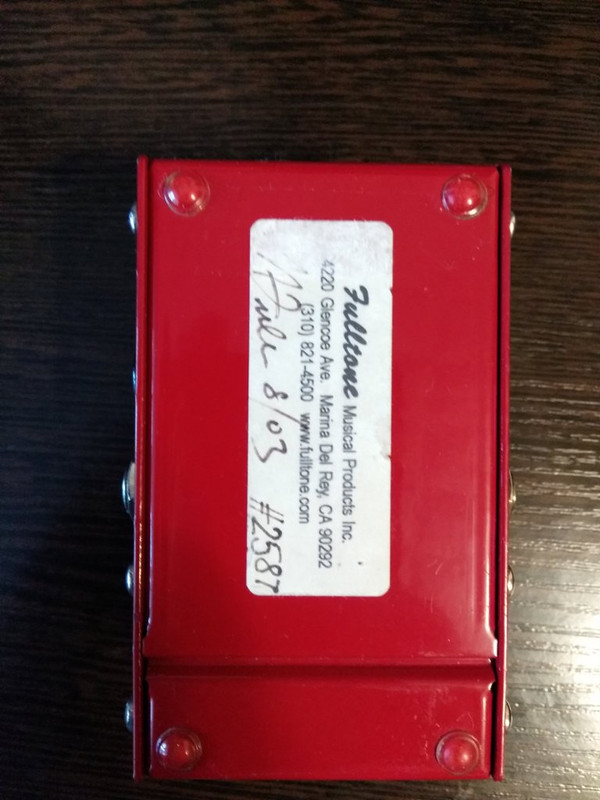 Fulltone Musical Products Inc.
4220 Glencoe Ave. Marina Del Rey, CA 90292
(310) 821-4500 www.fulltone.com
8/03 #2587